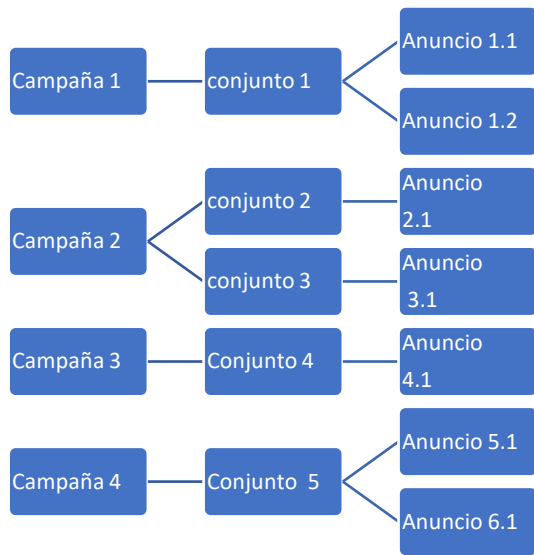 Campaña 1
conjunto 1
Anuncio 1.1
Anuncio 1.2
Campaña 2
conjunto 2
Anuncio
2.1
conjunto 3
Anuncio
3.1
Campaña 3
Conjunto 4
Anuncio
4.1
Campaña 4
Conjunto 5
Anuncio 5.1
Anuncio 6.1